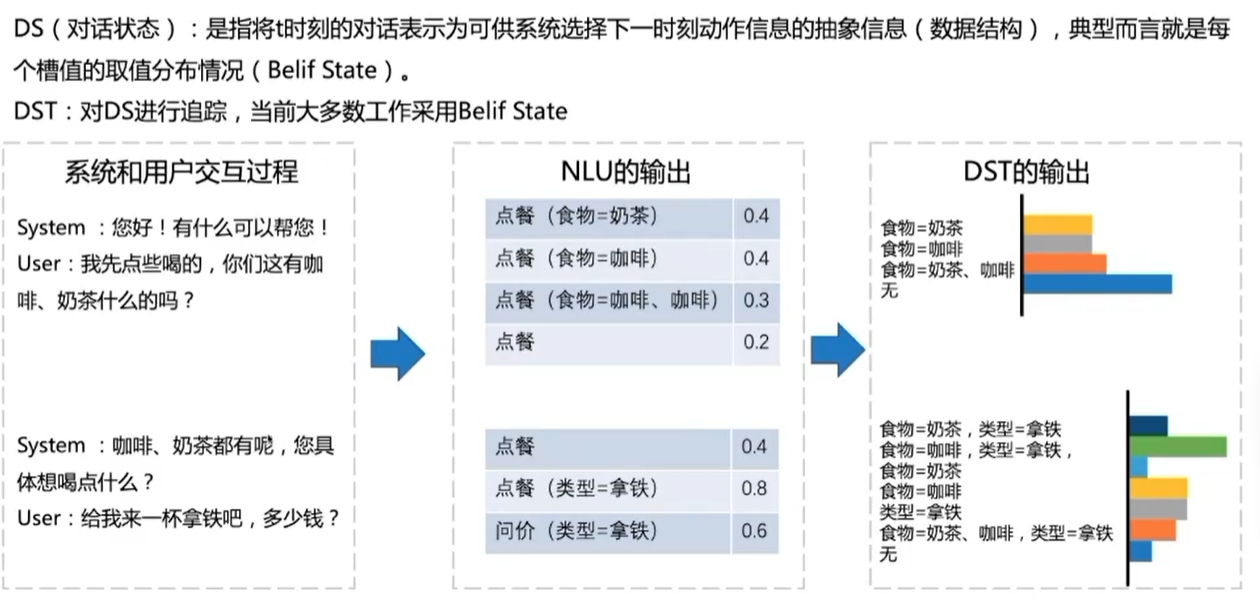 DS（对话状态）：是指将t时刻的对话表示为可供系统选择下一时刻动作信息的抽象信息（数据结构），典型而言就是每
个槽值的取值分布情况（Belif State）。
DST：对DS进行追踪，当前大多数工作采用Belif State
系统和用户交互过程
System ：您好！有什么可以帮您！
User：我先点些喝的，你们这有咖
啡、奶茶什么的吗？
System ：咖啡、奶茶都有呢，您具
体想喝点什么？
User：给我来一杯拿铁吧，多少钱？
NLU的输出
点餐（食物=奶茶） 0.4
点餐（食物=咖啡） 0.4
点餐（食物=咖啡、咖啡） 0.3
点餐 0.2
点餐 0.4
点餐（类型=拿铁） 0.8
问价（类型=拿铁） 0.6
DST的输出
食物=奶茶
食物=咖啡
食物=奶茶、咖啡
无
食物=奶茶，类型=拿铁
食物=咖啡，类型=拿铁，
食物=奶茶
食物=咖啡
类型=拿铁
食物=奶茶、咖啡，类型=拿铁
无